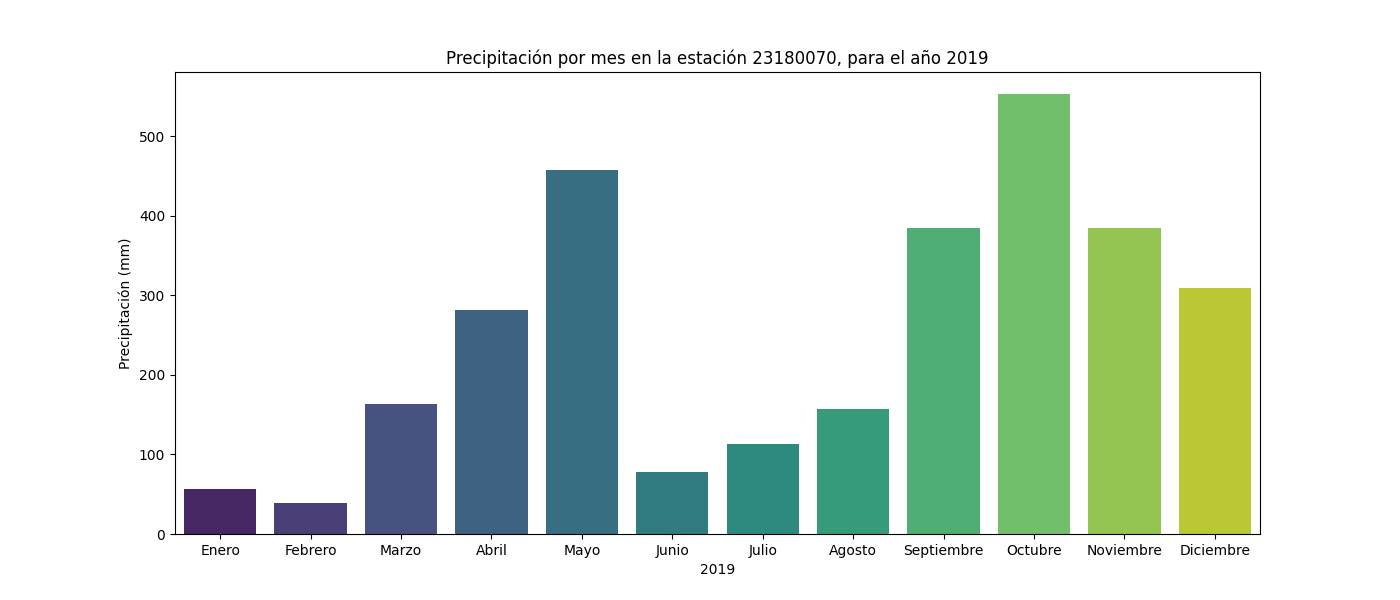 Precipitación por mes en la estación 23180070, para el año 2019
Precipitación (mm)
500
400
300
200
100
0
Enero Febrero Marzo Abril Mayo Junio Julio Agosto Septiembre Octubre Noviembre Diciembre
2019